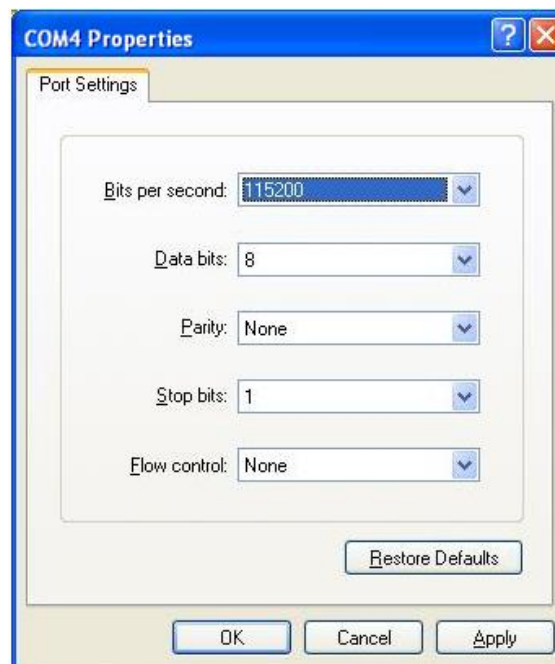 COM4 Properties
Port Settings
Bits per second: 115200
Data bits: 8
Parity: None
Stop bits: 1
Flow control: None
Restore Defaults
OK Cancel Apply